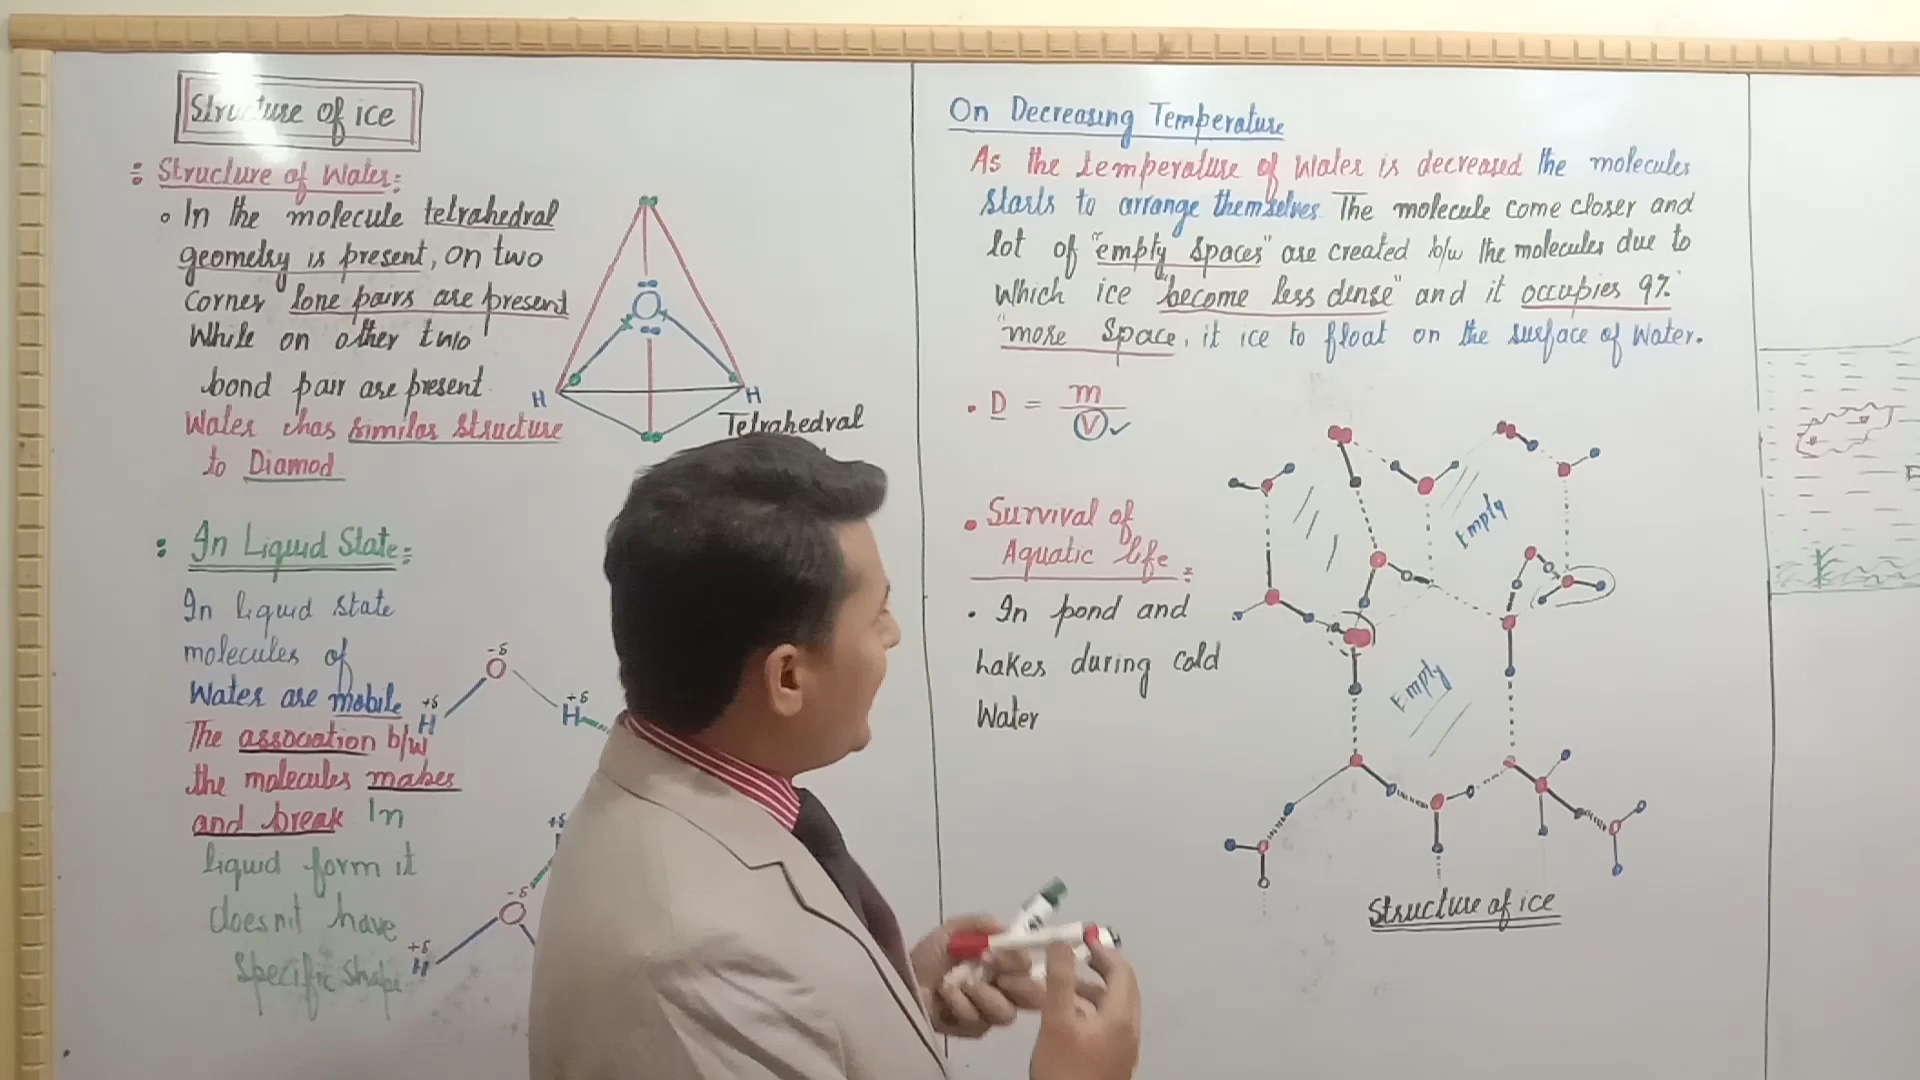 Structure of ice
: Structure of Water:
• In the molecule tetrahedral
geometry is present, on two
corner lone pairs are present
While on other two
bond pair are present
Water has similar structure
to Diamod
H
H
O
Tetrahedral
: In Liquid State:=
In liquid state
molecules of
Water are mobile
The association b/w
the molecules makes
and break In
liquid form it
doesn't have
specific shape
-δ
O
+δ
H
+δ
H
+δ
-δ
O
+δ
H
On Decreasing Temperature
As the temperature of water is decreased the molecules
starts to arrange themselves. The molecule come closer and
lot of "empty spaces" are created b/w the molecules due to
Which ice "become less dense" and it occupies 9%
"more space, it ice to float on the surface of water.
• D = m
V
• Survival of
Aquatic life =
• In pond and
hakes during cold
Water
Empty
Empty
Structure of ice